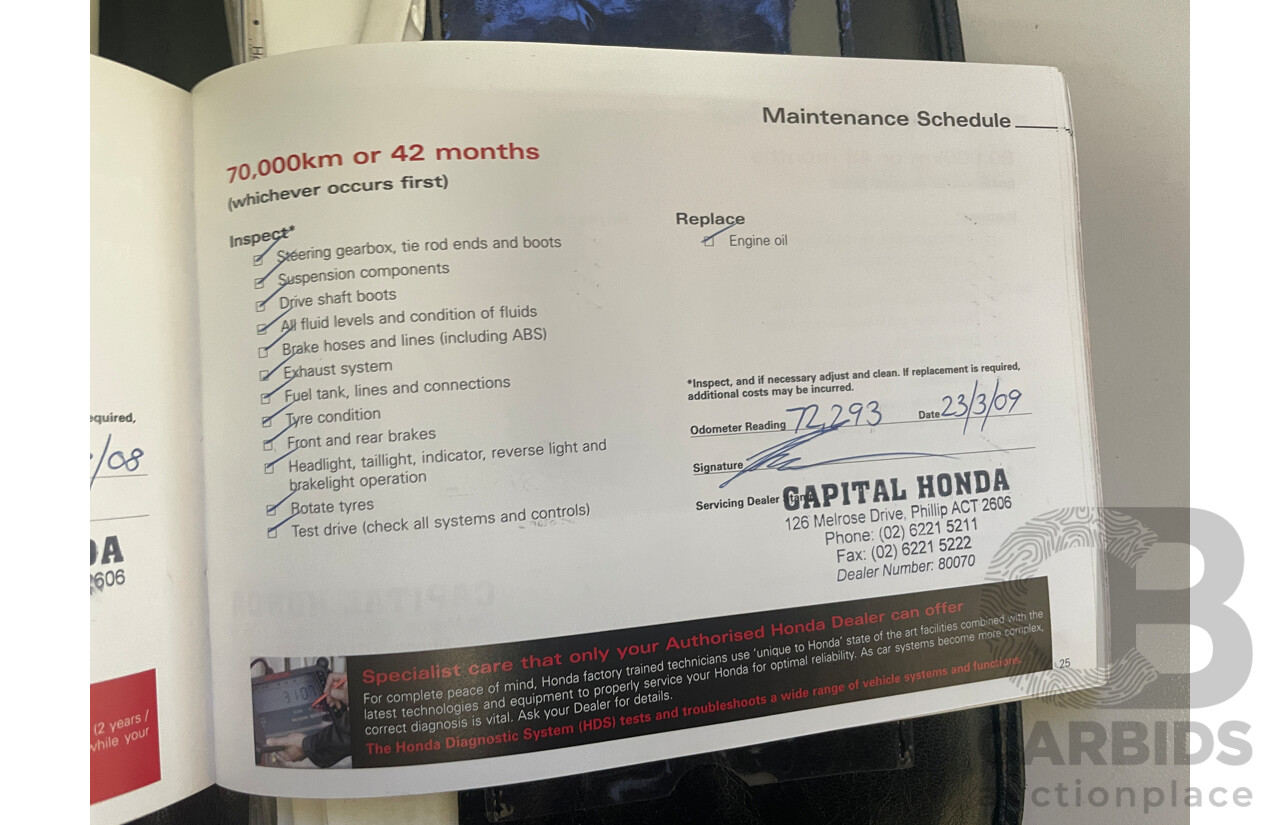 equired,
/08
DA
2606
(2 years /
while your
Maintenance Schedule
70,000km or 42 months
(whichever occurs first)
Inspect*
Steering gearbox, tie rod ends and boots
Suspension components
Drive shaft boots
All fluid levels and condition of fluids
Brake hoses and lines (including ABS)
Exhaust system
Fuel tank, lines and connections
Tyre condition
Front and rear brakes
Headlight, taillight, indicator, reverse light and
brakelight operation
Rotate tyres
Test drive (check all systems and controls)
Replace
Engine oil
*Inspect, and if necessary adjust and clean. If replacement is required,
additional costs may be incurred.
Odometer Reading 72,293 Date 23/3/09
Signature
Servicing Dealer Stamp CAPITAL HONDA
126 Melrose Drive, Phillip ACT 2606
Phone: (02) 6221 5211
Fax: (02) 6221 5222
Dealer Number: 80070
Specialist care that only your Authorised Honda Dealer can offer
For complete peace of mind, Honda factory trained technicians use 'unique to Honda' state of the art facilities combined with the
latest technologies and equipment to properly service your Honda for optimal reliability. As car systems become more complex,
correct diagnosis is vital. Ask your Dealer for details.
The Honda Diagnostic System (HDS) tests and troubleshoots a wide range of vehicle systems and functions.
25
ARBIDS
auctionplace